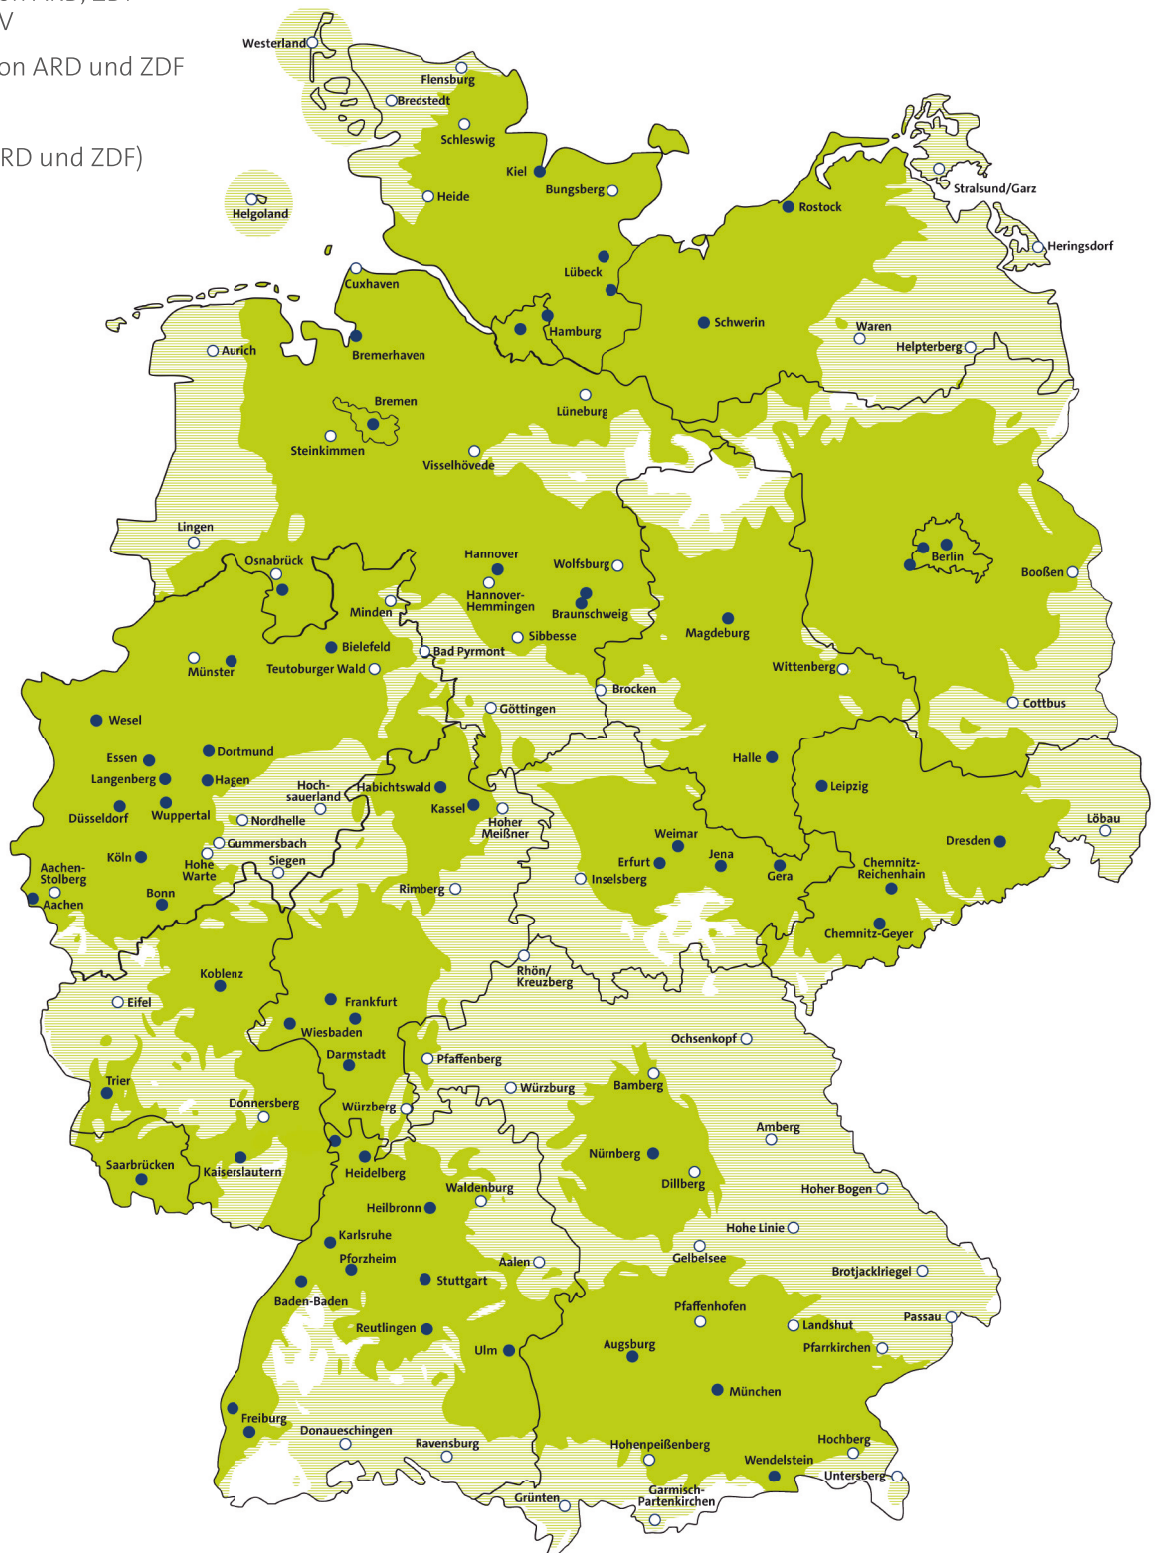 V
on ARD und ZDF
RD und ZDF)
Westerland
Flensburg
Bredstedt
Schleswig
Kiel
Bungsberg
Stralsund/Garz
Heide
Rostock
Helgoland
Heringsdorf
Lübeck
Cuxhaven
Hamburg
Schwerin
Waren
Helpterberg
Aurich
Bremerhaven
Bremen
Lüneburg
Steinkimmen
Visselhövede
Lingen
Osnabrück
Hannover
Wolfsburg
Berlin
Booßen
Hannover-
Hemmingen
Minden
Braunschweig
Magdeburg
Sibbesse
Bielefeld
Bad Pyrmont
Münster
Teutoburger Wald
Wittenberg
Brocken
Göttingen
Cottbus
Wesel
Dortmund
Essen
Halle
Langenberg
Hagen
Hoch-
sauerland
Habichtswald
Leipzig
Düsseldorf
Wuppertal
Nordhelle
Kassel
Hoher
Meißner
Löbau
Weimar
Dresden
Gummersbach
Köln
Hohe
Warte
Siegen
Erfurt
Jena
Gera
Chemnitz-
Reichenhain
Aachen-
Stolberg
Inselsberg
Rimberg
Bonn
Aachen
Chemnitz-Geyer
Koblenz
Rhön/
Kreuzberg
Eifel
Frankfurt
Wiesbaden
Ochsenkopf
Darmstadt
Pfaffenberg
Trier
Würzburg
Bamberg
Donnersberg
Würzberg
Amberg
Saarbrücken
Kaiserslautern
Heidelberg
Nürnberg
Dillberg
Waldenburg
Hoher Bogen
Heilbronn
Hohe Linie
Karlsruhe
Pforzheim
Aalen
Gelbelsee
Stuttgart
Brotjacklriegel
Baden-Baden
Pfaffenhofen
Passau
Reutlingen
Landshut
Ulm
Augsburg
Pfarrkirchen
München
Freiburg
Donaueschingen
Ravensburg
Hohenpeißenberg
Hochberg
Wendelstein
Untersberg
Grünten
Garmisch-
Partenkirchen